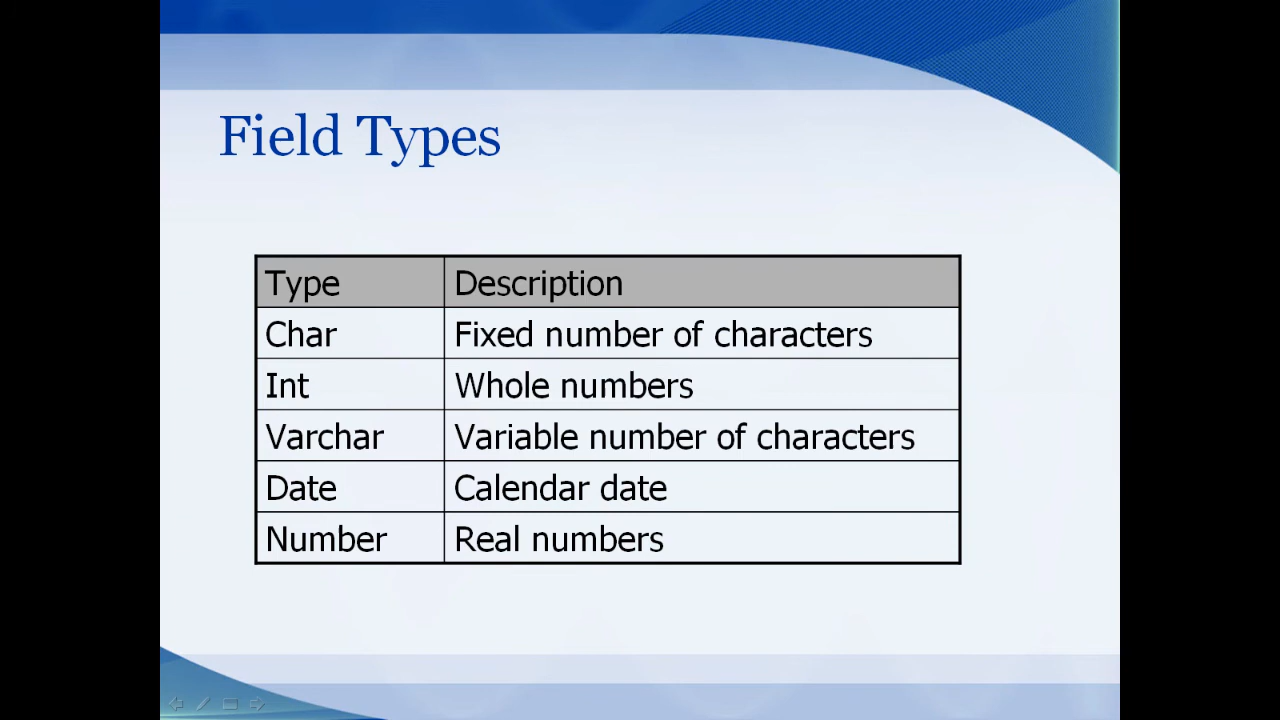 Field Types
Type Description
Char Fixed number of characters
Int Whole numbers
Varchar Variable number of characters
Date Calendar date
Number Real numbers